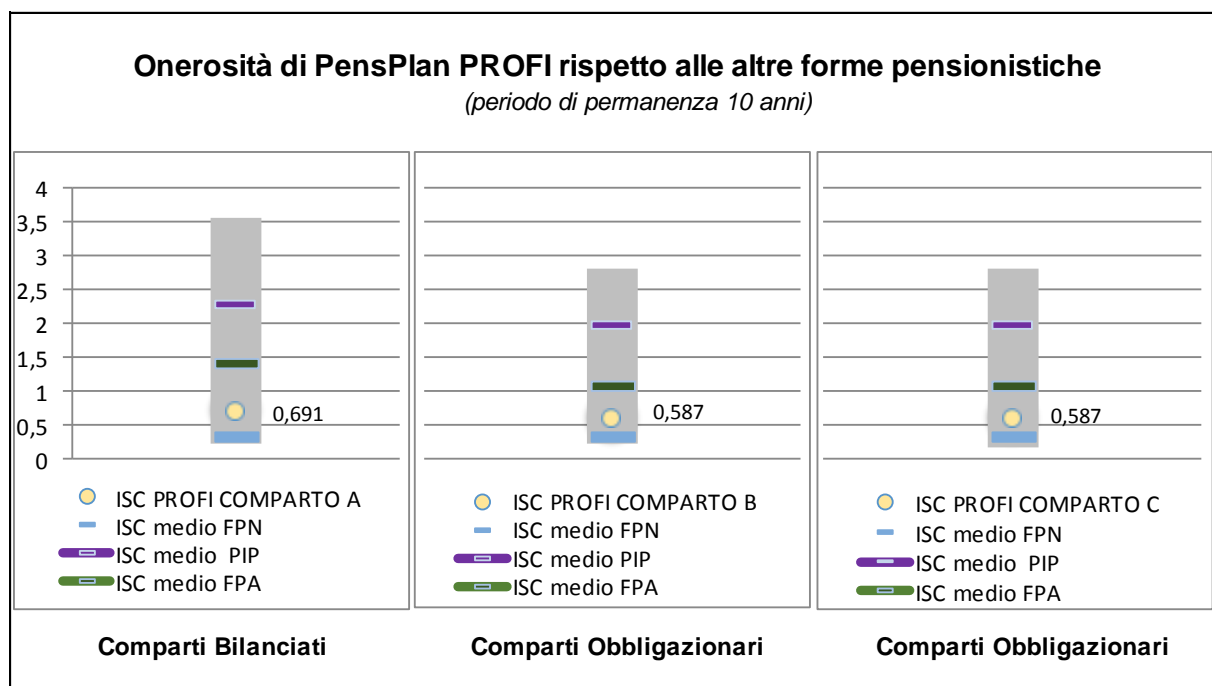 Onerosità di PensPlan PROFI rispetto alle altre forme pensionistiche
(periodo di permanenza 10 anni)
4
3,5
3
2,5
2
1,5
1
0,5
0
0,691
ISC PROFI COMPARTO A
ISC medio FPN
ISC medio PIP
ISC medio FPA
Comparti Bilanciati
0,587
ISC PROFI COMPARTO B
ISC medio FPN
ISC medio PIP
ISC medio FPA
Comparti Obbligazionari
0,587
ISC PROFI COMPARTO C
ISC medio FPN
ISC medio PIP
ISC medio FPA
Comparti Obbligazionari